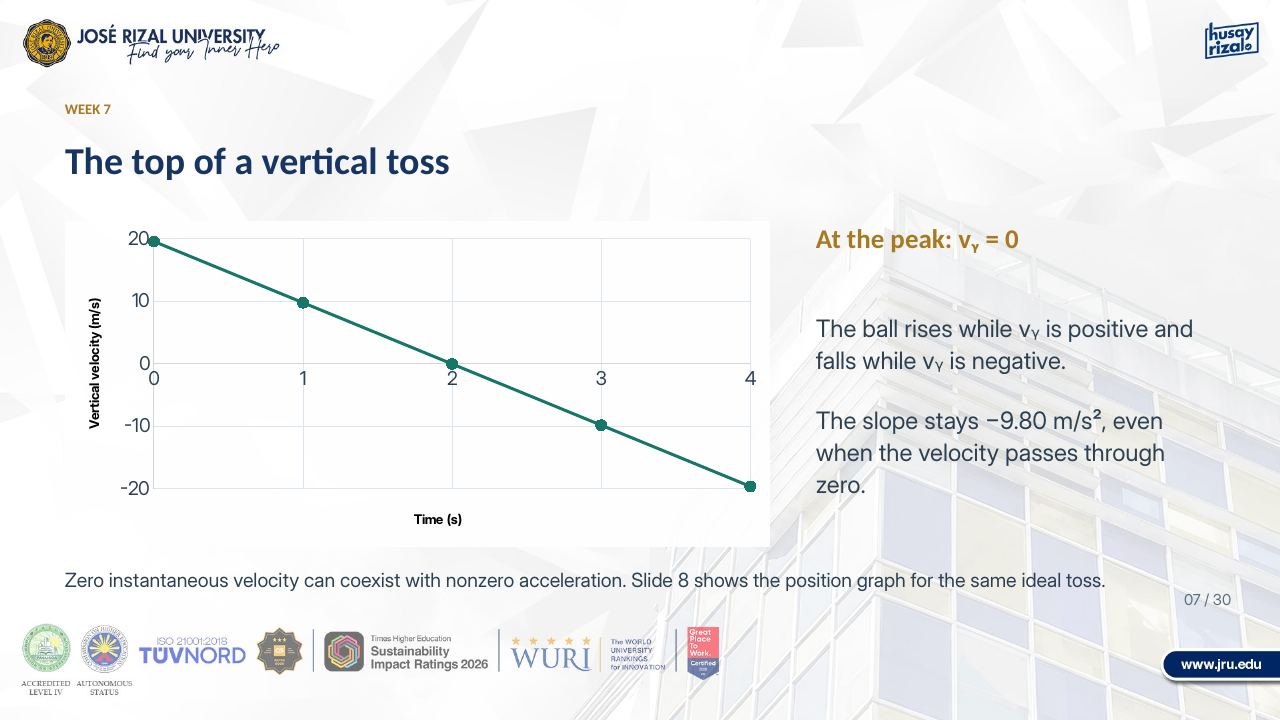 JOSÉ RIZAL UNIVERSITY
Find your Inner Hero
husay
rizal
WEEK 7
The top of a vertical toss
20
10
0
-10
-20
0 1 2 3 4
Vertical velocity (m/s)
Time (s)
At the peak: vᵧ = 0
The ball rises while vᵧ is positive and
falls while vᵧ is negative.
The slope stays −9.80 m/s², even
when the velocity passes through
zero.
Zero instantaneous velocity can coexist with nonzero acceleration. Slide 8 shows the position graph for the same ideal toss.
07 / 30
ACCREDITED
LEVEL IV
AUTONOMOUS
STATUS
ISO 21001:2018
TÜVNORD
Times Higher Education
Sustainability
Impact Ratings 2026
WURI
The WORLD
UNIVERSITY
RANKINGS
for INNOVATION
Great
Place
To
Work.
Certified
www.jru.edu